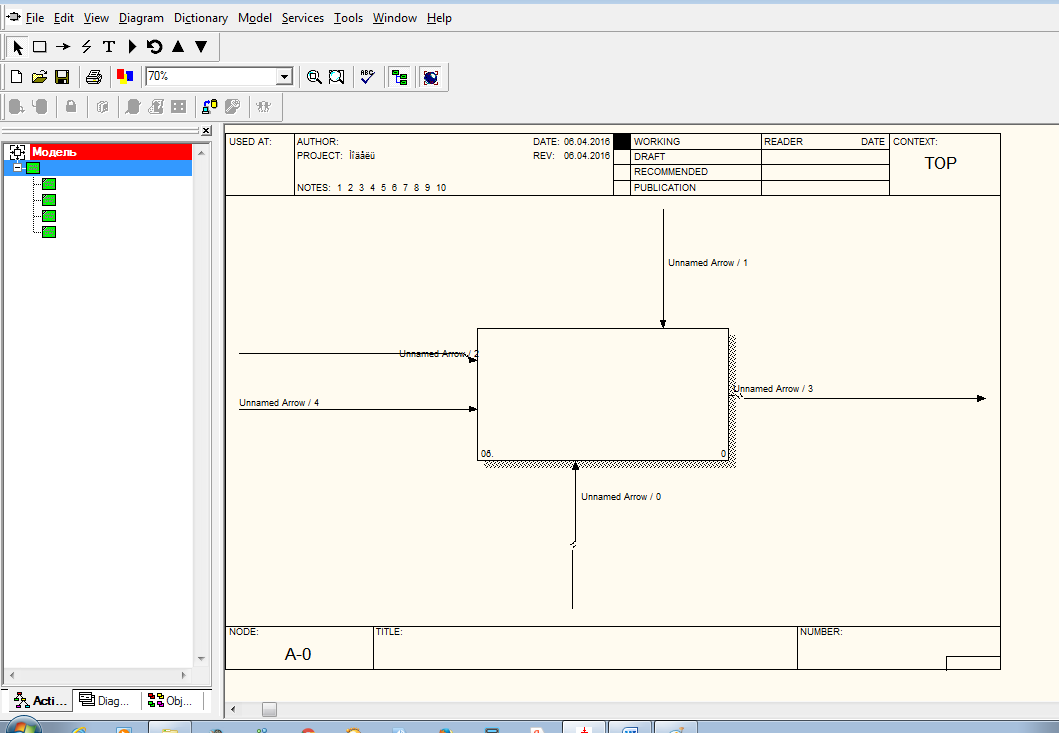 File Edit View Diagram Dictionary Model Services Tools Window Help
T
70%
ABC
Модель
USED AT:
AUTHOR:
DATE: 06.04.2016
PROJECT: Ìîäåëü
REV: 06.04.2016
NOTES: 1 2 3 4 5 6 7 8 9 10
WORKING
DRAFT
RECOMMENDED
PUBLICATION
READER DATE
CONTEXT:
TOP
Unnamed Arrow / 1
Unnamed Arrow / 2
Unnamed Arrow / 4
Unnamed Arrow / 3
0б. 0
Unnamed Arrow / 0
NODE:
A-0
TITLE:
NUMBER:
Acti... Diag... Obj...